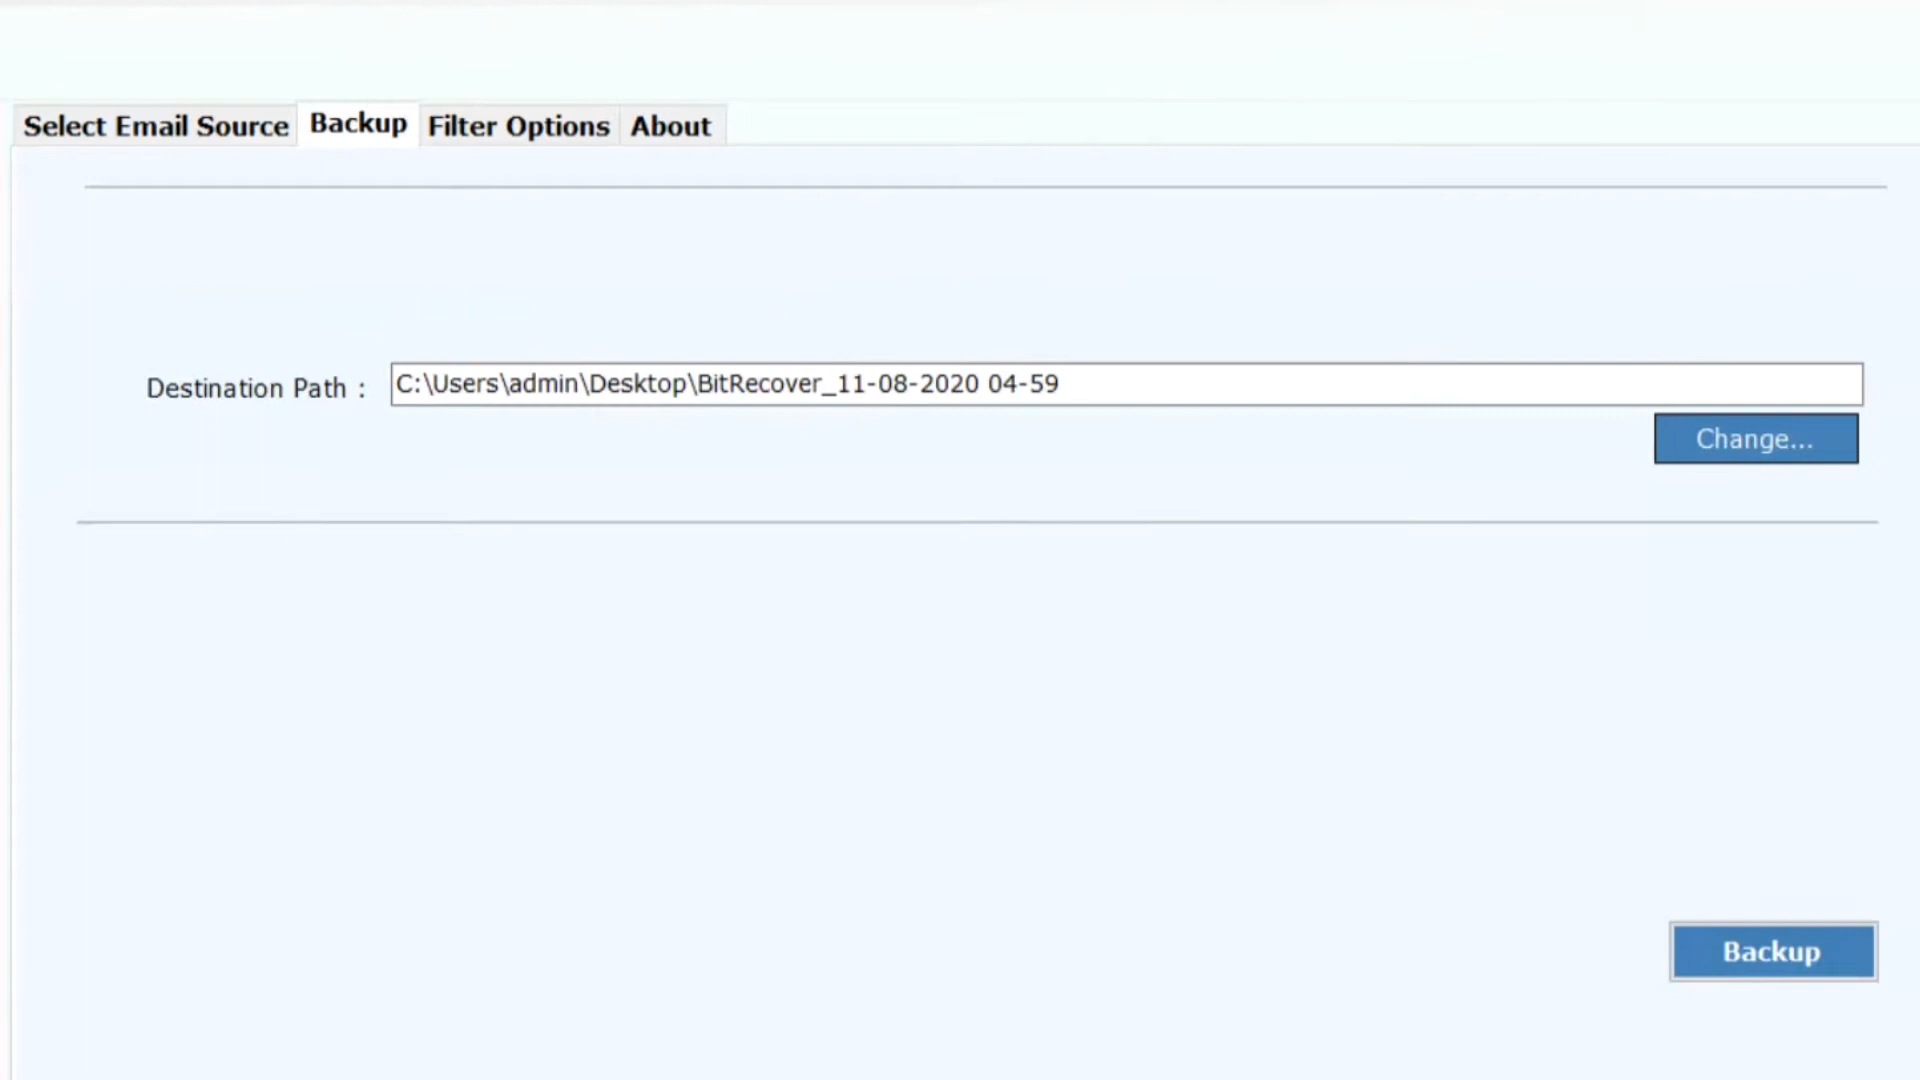 Select Email Source Backup Filter Options About
Destination Path : C:\Users\admin\Desktop\BitRecover_11-08-2020 04-59
Change...
Backup